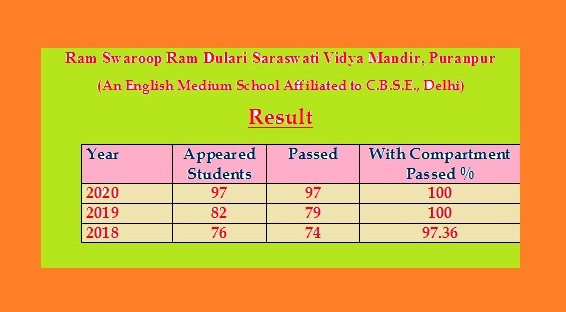 Ram Swaroop Ram Dulari Saraswati Vidya Mandir, Puranpur
(An English Medium School Affiliated to C.B.S.E., Delhi)
Result
Year Appeared Students Passed With Compartment Passed %
2020 97 97 100
2019 82 79 100
2018 76 74 97.36